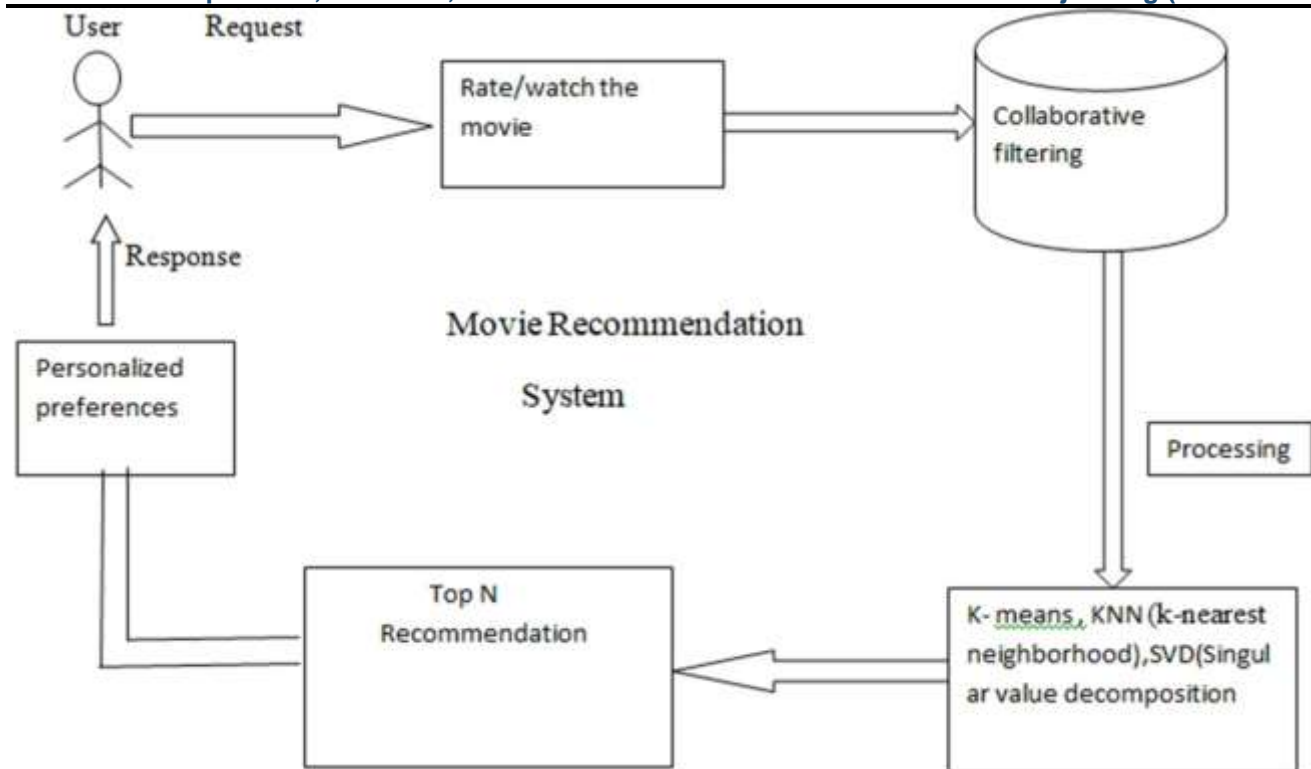 User Request
Rate/watch the
movie
Collaborative
filtering
Response
Movie Recommendation
System
Personalized
preferences
Processing
Top N
Recommendation
K- means, KNN (k-nearest
neighborhood),SVD(Singul
ar value decomposition